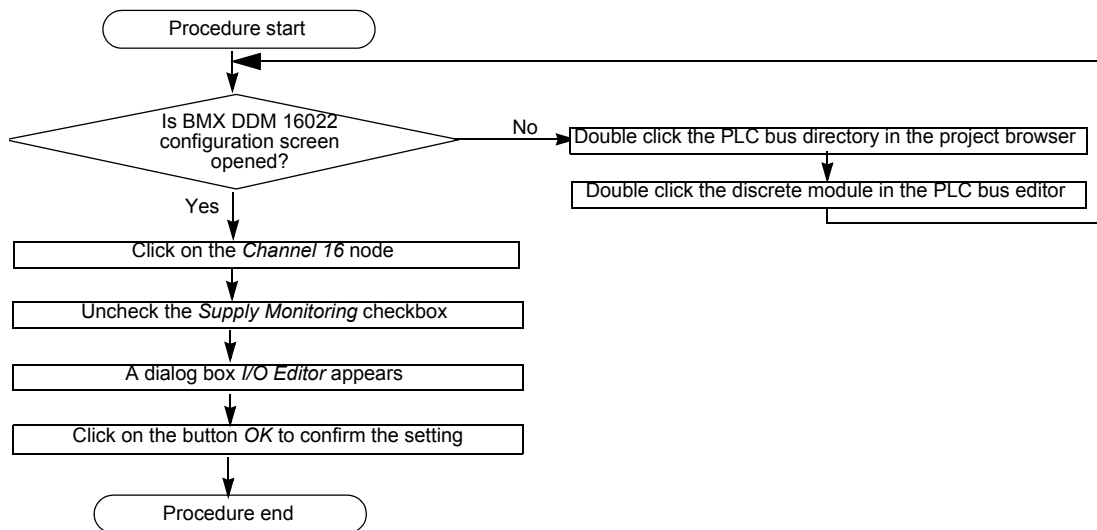 Procedure start
Is BMX DDM 16022
configuration screen
opened?
No
Double click the PLC bus directory in the project browser
Double click the discrete module in the PLC bus editor
Yes
Click on the Channel 16 node
Uncheck the Supply Monitoring checkbox
A dialog box I/O Editor appears
Click on the button OK to confirm the setting
Procedure end